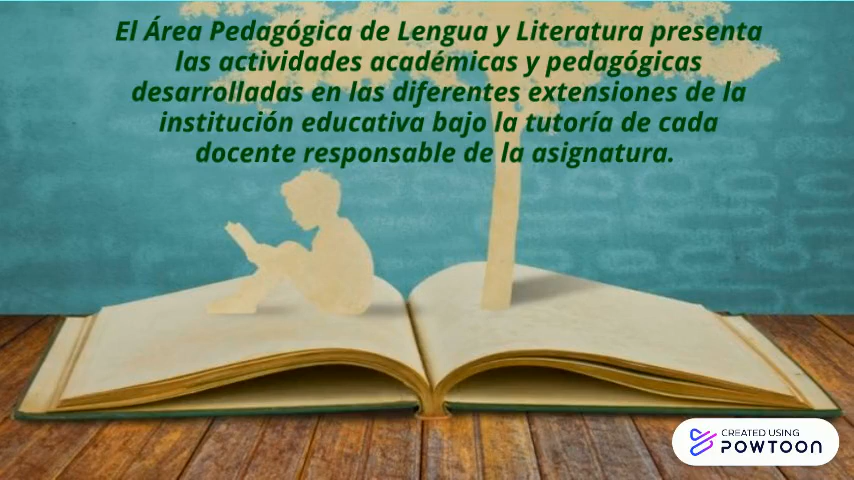 El Área Pedagógica de Lengua y Literatura presenta
las actividades académicas y pedagógicas
desarrolladas en las diferentes extensiones de la
institución educativa bajo la tutoría de cada
docente responsable de la asignatura.
CREATED USING
POWTOON